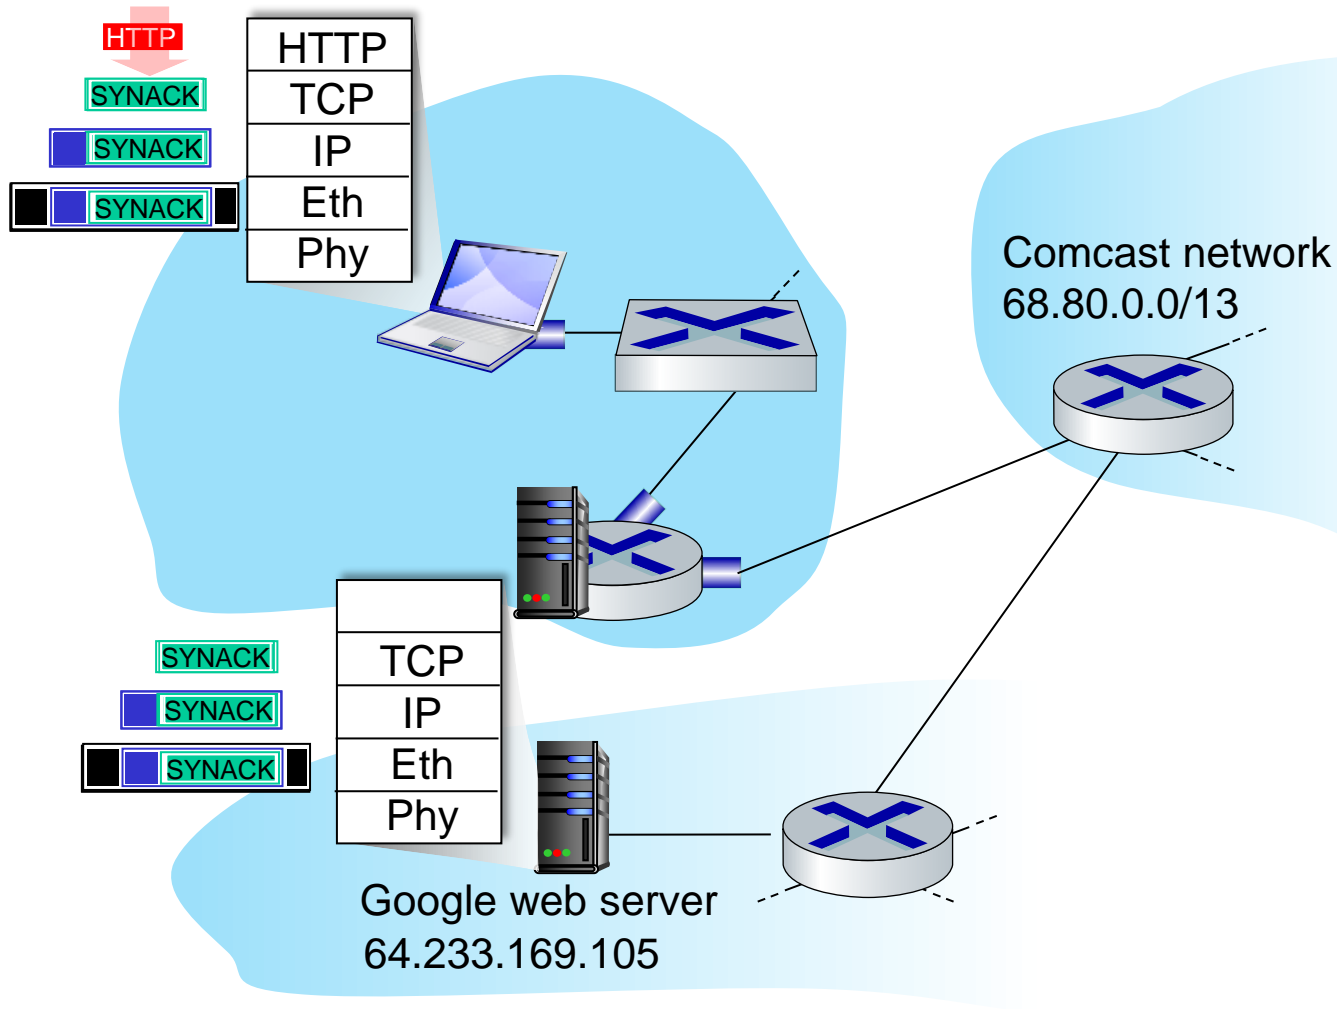 HTTP
SYNACK
SYNACK
SYNACK
HTTP
TCP
IP
Eth
Phy
Comcast network
68.80.0.0/13
SYNACK
SYNACK
SYNACK
TCP
IP
Eth
Phy
Google web server
64.233.169.105